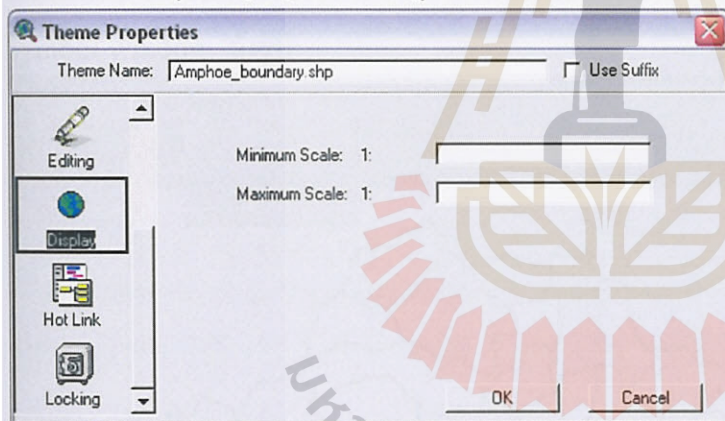 Theme Properties
Theme Name: Amphoe_boundary.shp Use Suffix
Editing
Minimum Scale: 1:
Maximum Scale: 1:
Display
Hot Link
Locking
OK Cancel